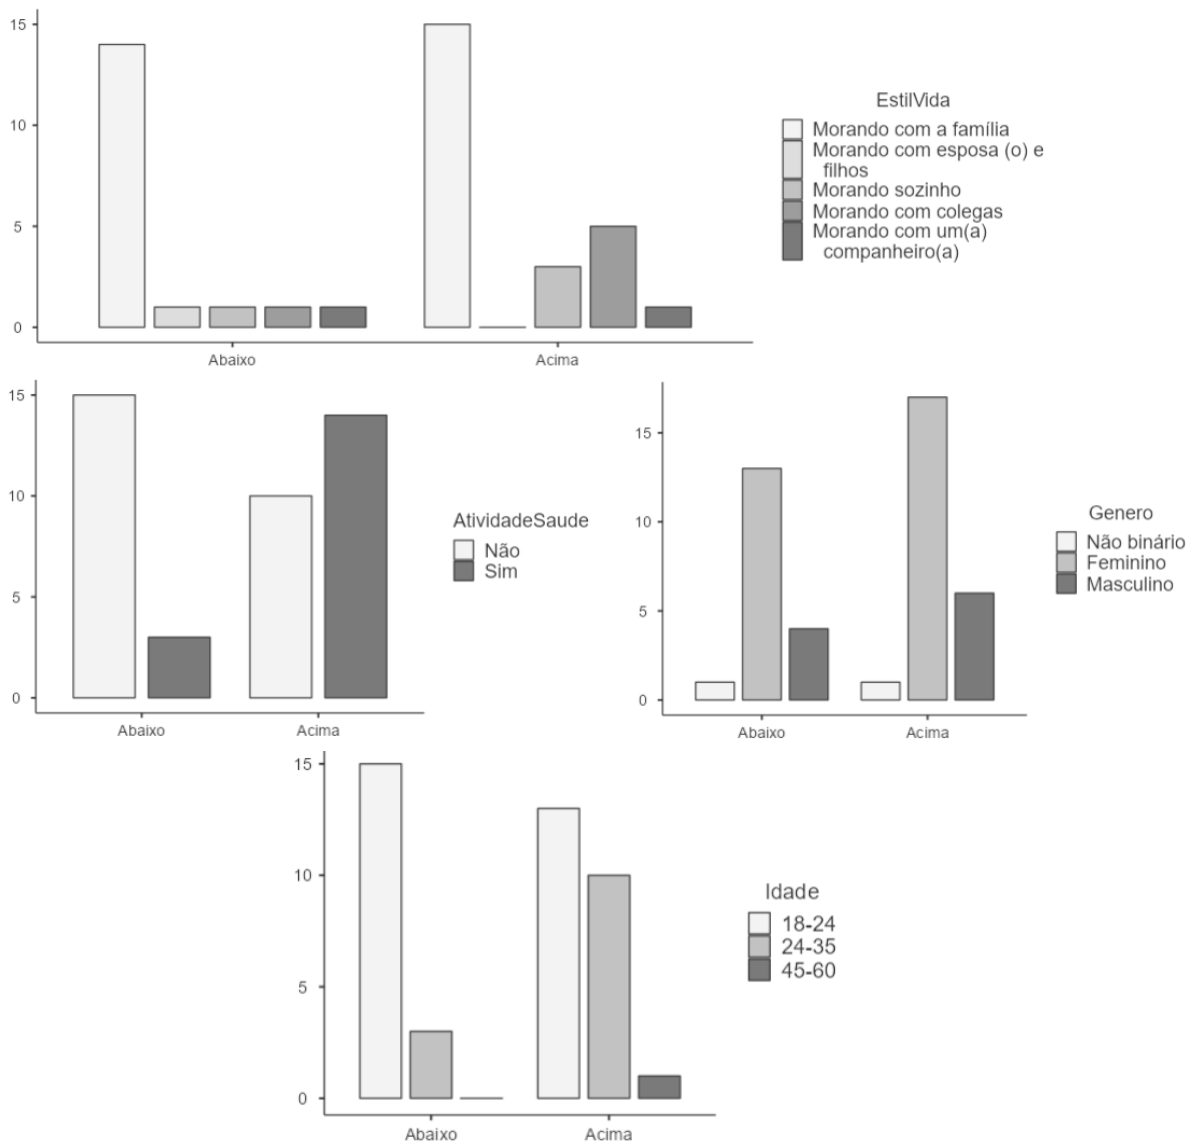 15
10
5
0
Abaixo
Acima
EstilVida
Morando com a família
Morando com esposa (o) e
filhos
Morando sozinho
Morando com colegas
Morando com um(a)
companheiro(a)
15
10
5
0
Abaixo
Acima
AtividadeSaude
Não
Sim
15
10
5
0
Abaixo
Acima
Genero
Não binário
Feminino
Masculino
15
10
5
0
Abaixo
Acima
Idade
18-24
24-35
45-60